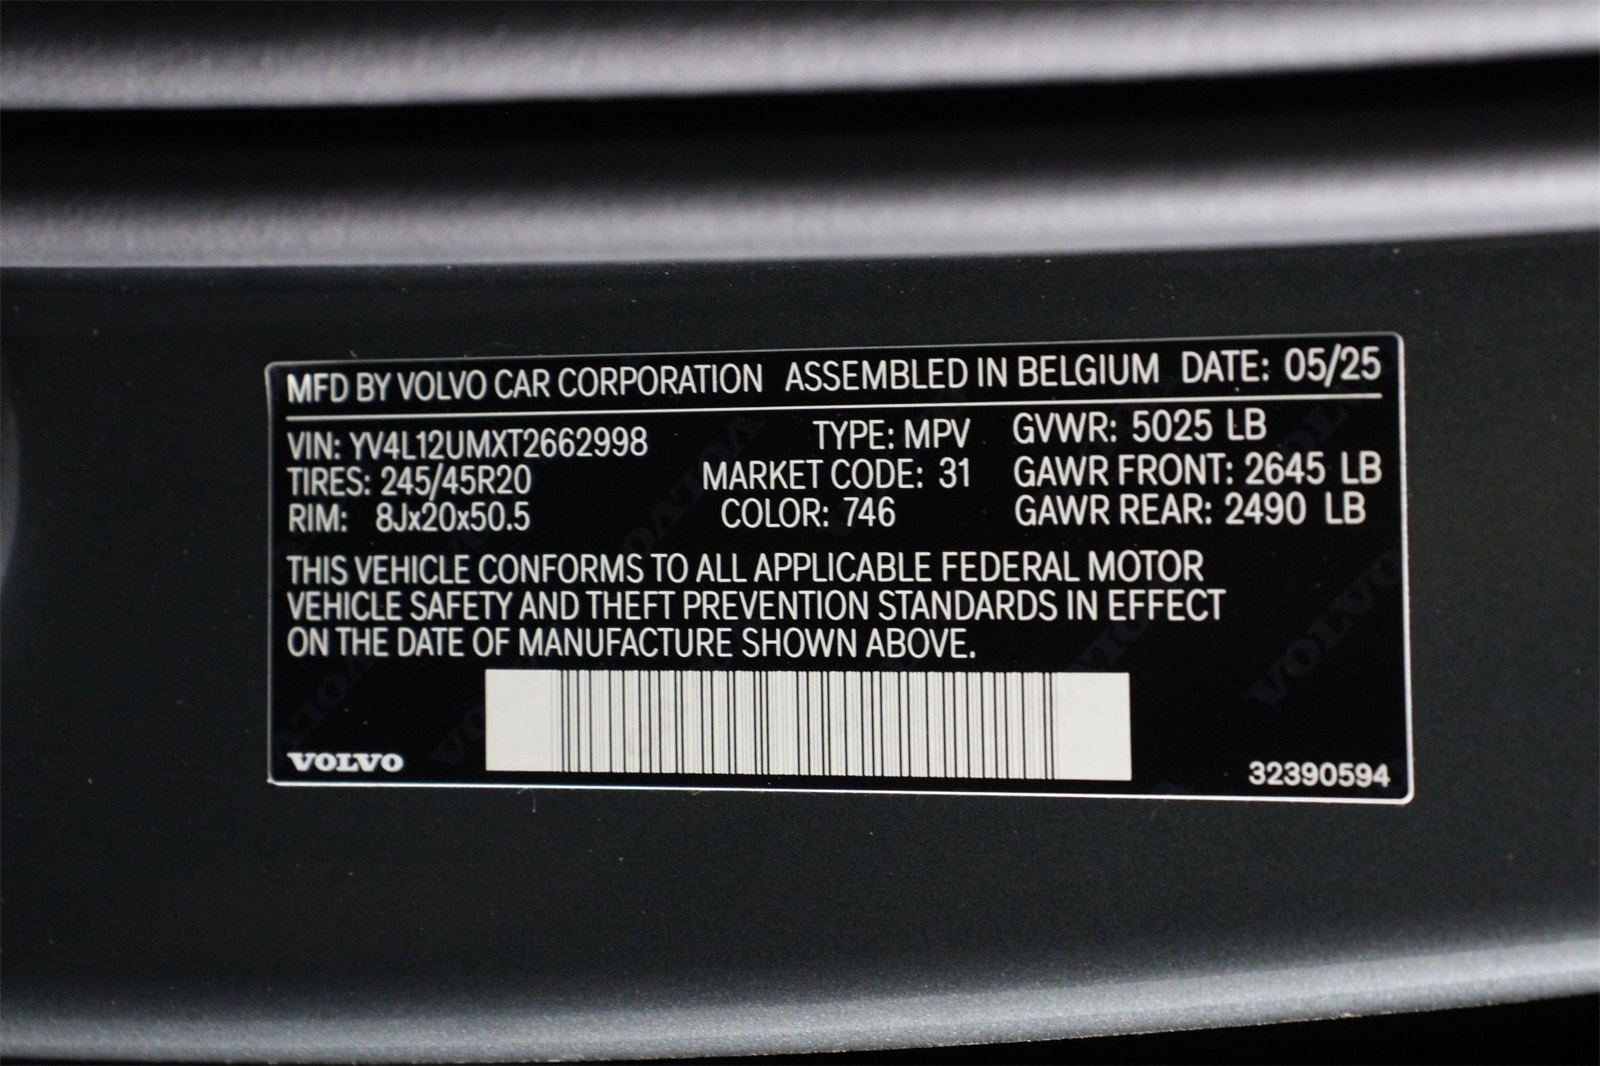 MFD BY VOLVO CAR CORPORATION ASSEMBLED IN BELGIUM DATE: 05/25
VIN: YV4L12UMXT2662998 TYPE: MPV GVWR: 5025 LB
TIRES: 245/45R20 MARKET CODE: 31 GAWR FRONT: 2645 LB
RIM: 8Jx20x50.5 COLOR: 746 GAWR REAR: 2490 LB
THIS VEHICLE CONFORMS TO ALL APPLICABLE FEDERAL MOTOR
VEHICLE SAFETY AND THEFT PREVENTION STANDARDS IN EFFECT
ON THE DATE OF MANUFACTURE SHOWN ABOVE.
VOLVO 32390594